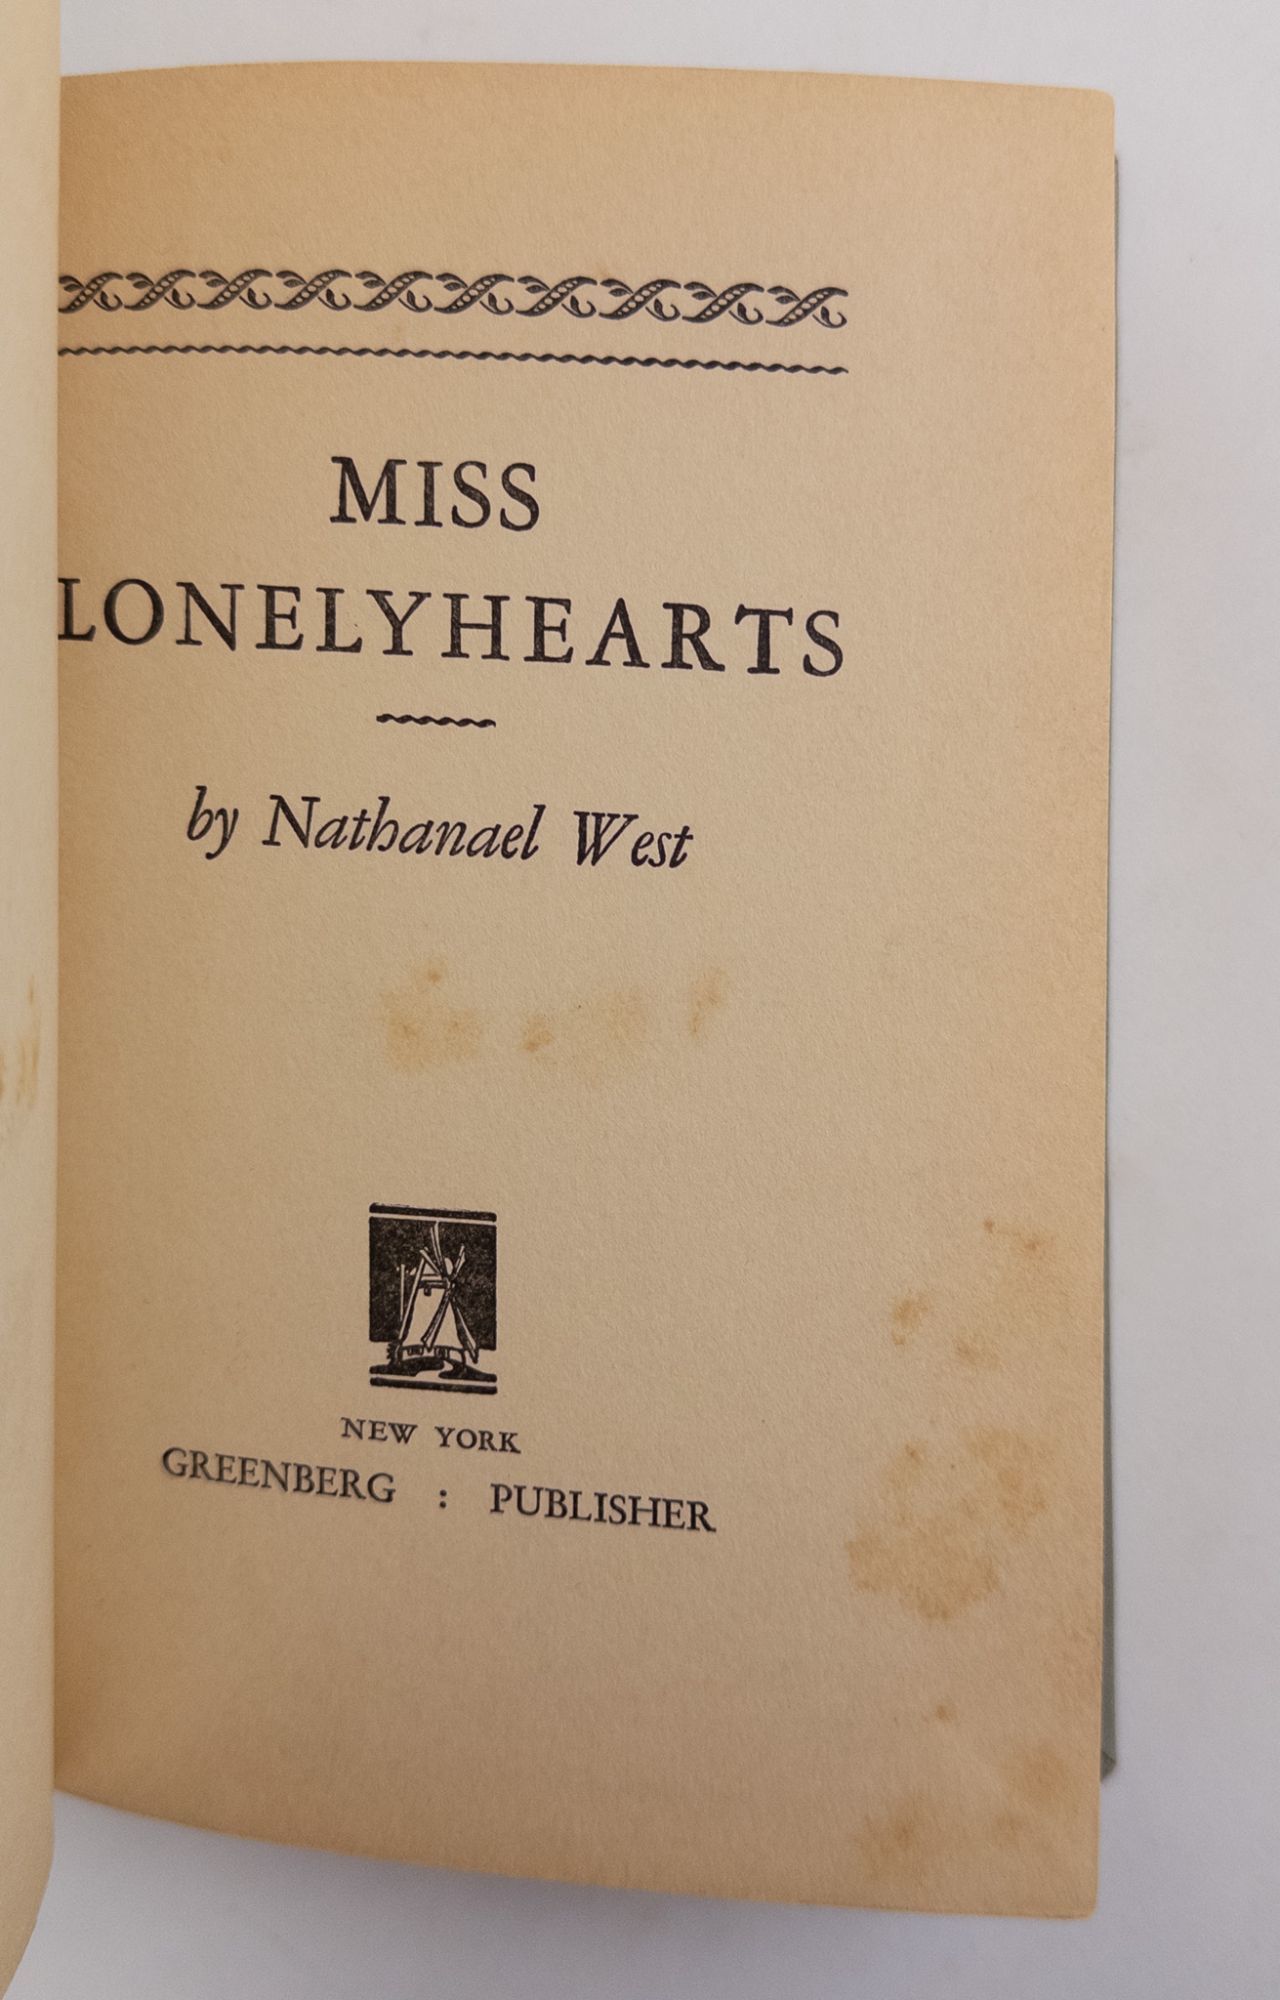 MISS
LONELYHEARTS
by Nathanael West
NEW YORK
GREENBERG : PUBLISHER